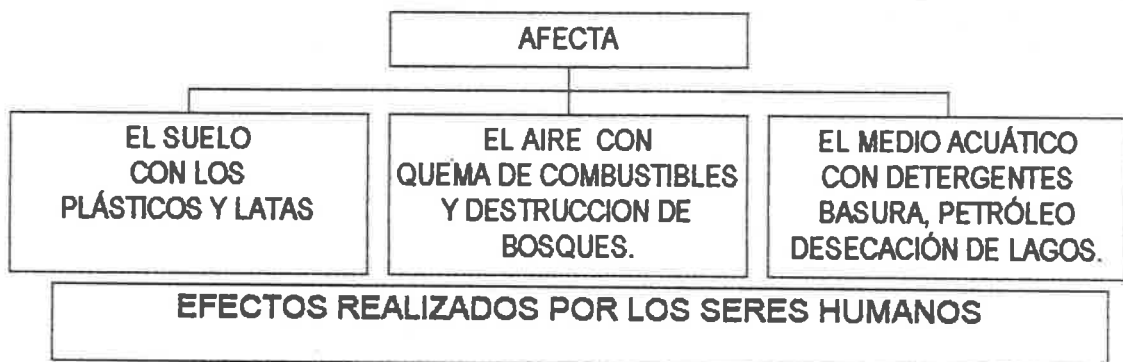 AFECTA
EL SUELO
CON LOS
PLÁSTICOS Y LATAS
EL AIRE CON
QUEMA DE COMBUSTIBLES
Y DESTRUCCION DE
BOSQUES.
EL MEDIO ACUÁTICO
CON DETERGENTES
BASURA, PETRÓLEO
DESECACIÓN DE LAGOS.
EFECTOS REALIZADOS POR LOS SERES HUMANOS